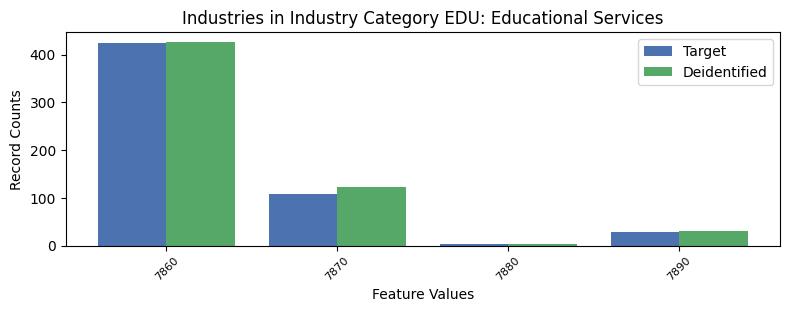 Industries in Industry Category EDU: Educational Services
Record Counts
400
300
200
100
0
Target
Deidentified
7860
7870
7880
7890
Feature Values